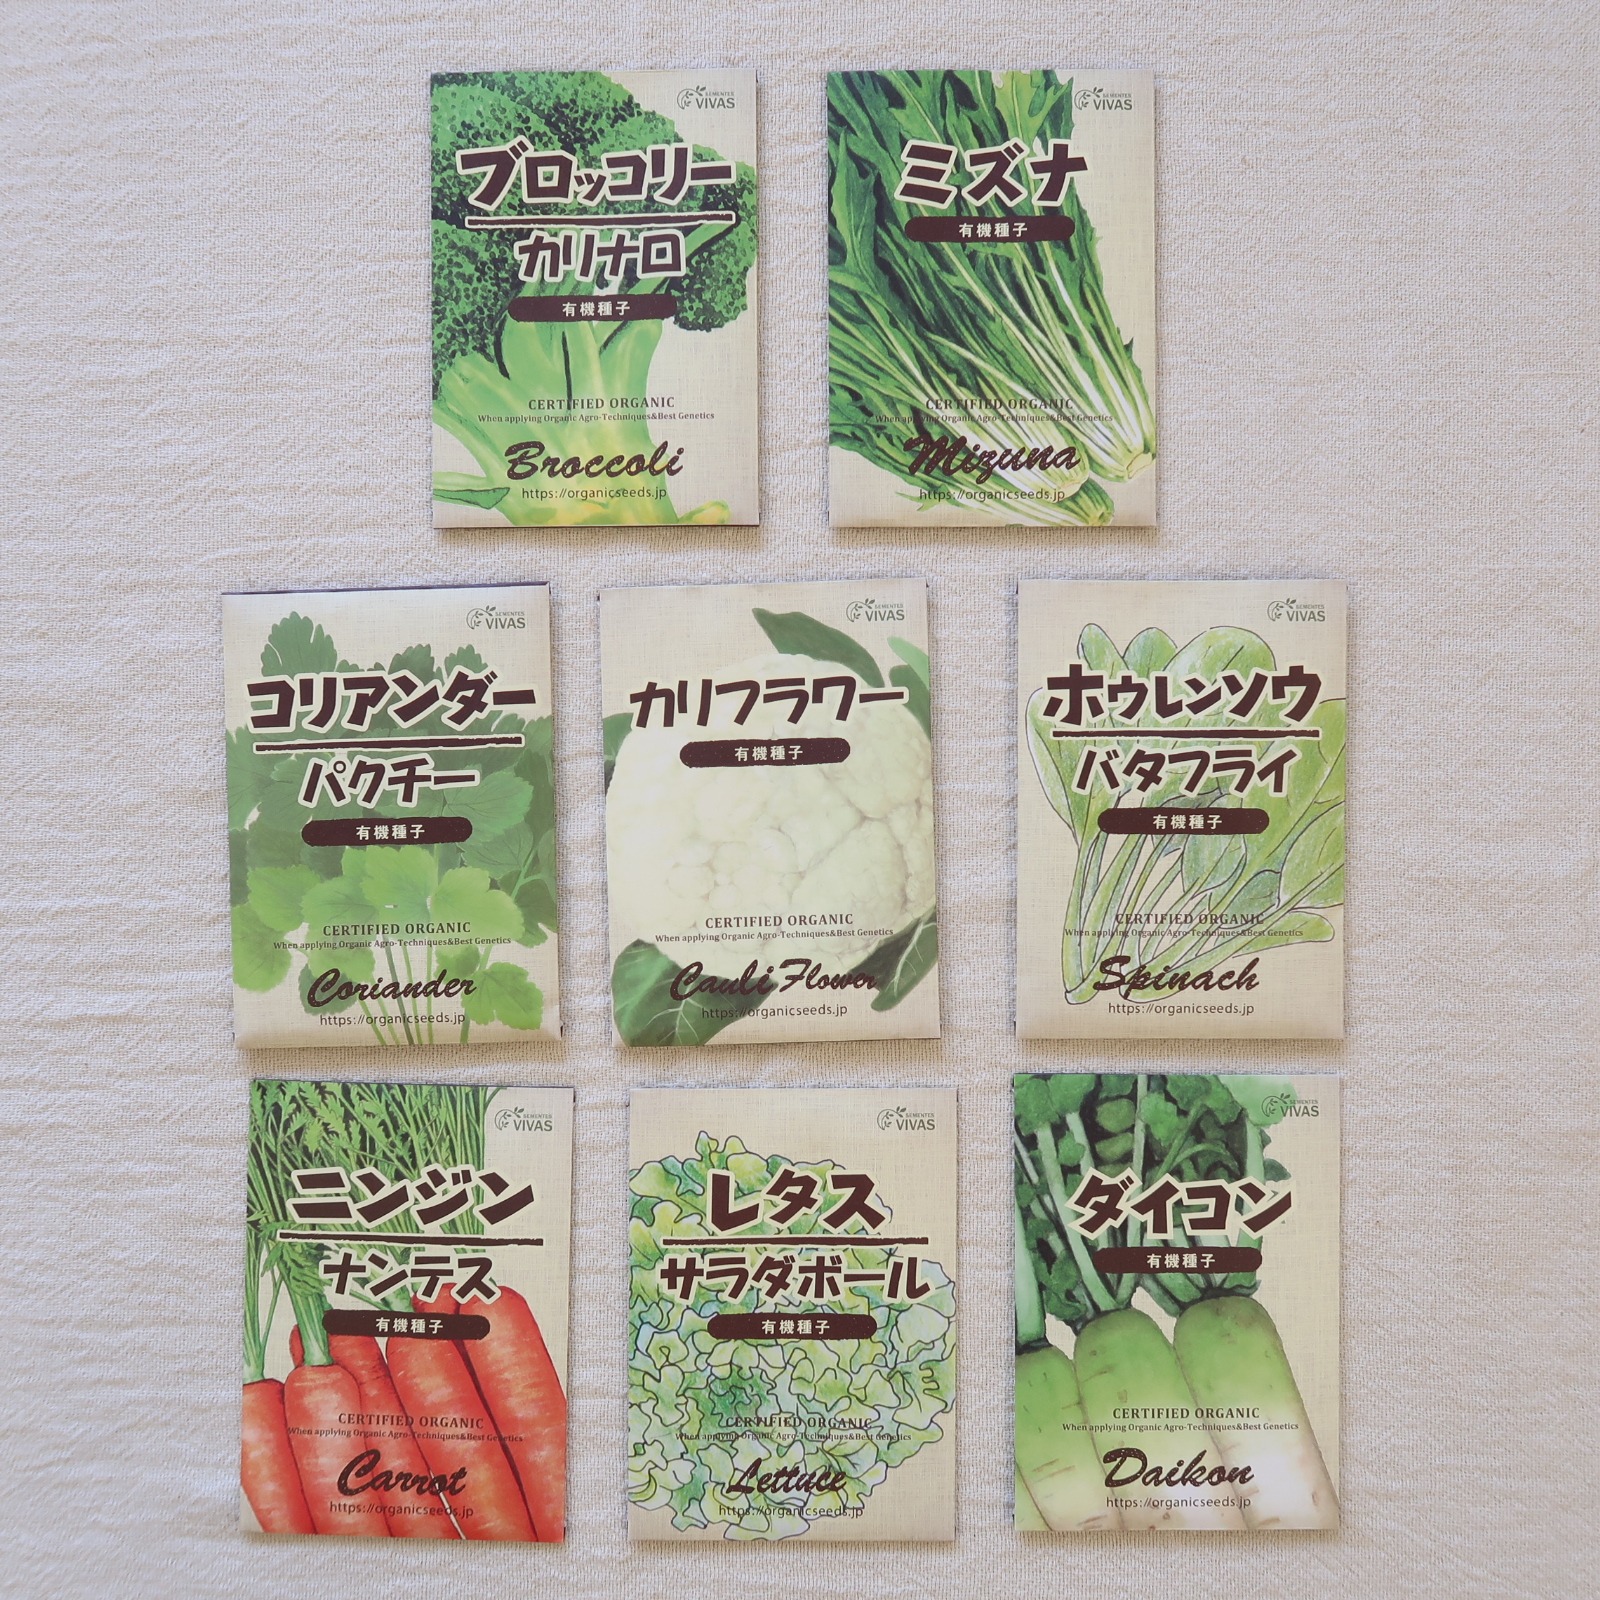 SEMENTES
VIVAS
ブロッコリー
カリナロ
有機種子
CERTIFIED ORGANIC
When applying Organic Agro-Techniques&Best Genetics
Broccoli
https://organicseeds.jp
SEMENTES
VIVAS
ミズナ
有機種子
CERTIFIED ORGANIC
When applying Organic Agro-Techniques&Best Genetics
Mizuna
https://organicseeds.jp
SEMENTES
VIVAS
コリアンダー
パクチー
有機種子
CERTIFIED ORGANIC
When applying Organic Agro-Techniques&Best Genetics
Coriander
https://organicseeds.jp
SEMENTES
VIVAS
カリフラワー
有機種子
CERTIFIED ORGANIC
When applying Organic Agro-Techniques&Best Genetics
Cauli Flower
https://organicseeds.jp
SEMENTES
VIVAS
ホウレンソウ
バタフライ
有機種子
CERTIFIED ORGANIC
When applying Organic Agro-Techniques&Best Genetics
Spinach
https://organicseeds.jp
SEMENTES
VIVAS
ニンジン
ナンテス
有機種子
CERTIFIED ORGANIC
When applying Organic Agro-Techniques&Best Genetics
Carrot
https://organicseeds.jp
SEMENTES
VIVAS
レタス
サラダボール
有機種子
CERTIFIED ORGANIC
When applying Organic Agro-Techniques&Best Genetics
Lettuce
https://organicseeds.jp
SEMENTES
VIVAS
ダイコン
有機種子
CERTIFIED ORGANIC
When applying Organic Agro-Techniques&Best Genetics
Daikon
https://organicseeds.jp